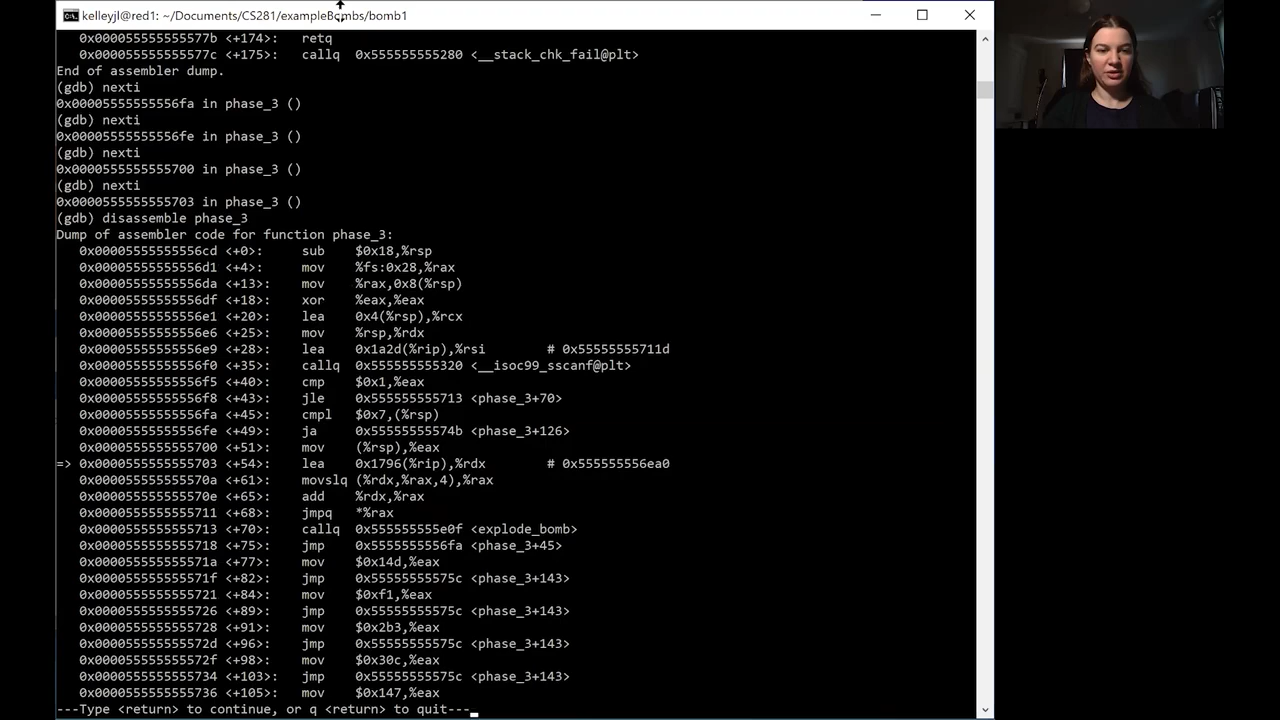 kelleyjl@red1: ~/Documents/CS281/exampleBombs/bomb1
0x000055555555577b <+174>: retq
0x000055555555577c <+175>: callq 0x555555555280 <__stack_chk_fail@plt>
End of assembler dump.
(gdb) nexti
0x00005555555556fa in phase_3 ()
(gdb) nexti
0x00005555555556fe in phase_3 ()
(gdb) nexti
0x0000555555555700 in phase_3 ()
(gdb) nexti
0x0000555555555703 in phase_3 ()
(gdb) disassemble phase_3
Dump of assembler code for function phase_3:
0x00005555555556cd <+0>: sub $0x18,%rsp
0x00005555555556d1 <+4>: mov %fs:0x28,%rax
0x00005555555556da <+13>: mov %rax,0x8(%rsp)
0x00005555555556df <+18>: xor %eax,%eax
0x00005555555556e1 <+20>: lea 0x4(%rsp),%rcx
0x00005555555556e6 <+25>: mov %rsp,%rdx
0x00005555555556e9 <+28>: lea 0x1a2d(%rip),%rsi # 0x55555555711d
0x00005555555556f0 <+35>: callq 0x555555555320 <__isoc99_sscanf@plt>
0x00005555555556f5 <+40>: cmp $0x1,%eax
0x00005555555556f8 <+43>: jle 0x555555555713 <phase_3+70>
0x00005555555556fa <+45>: cmpl $0x7,(%rsp)
0x00005555555556fe <+49>: ja 0x55555555574b <phase_3+126>
0x0000555555555700 <+51>: mov (%rsp),%eax
=> 0x0000555555555703 <+54>: lea 0x1796(%rip),%rdx # 0x555555556ea0
0x000055555555570a <+61>: movslq (%rdx,%rax,4),%rax
0x000055555555570e <+65>: add %rdx,%rax
0x0000555555555711 <+68>: jmpq *%rax
0x0000555555555713 <+70>: callq 0x555555555e0f <explode_bomb>
0x0000555555555718 <+75>: jmp 0x5555555556fa <phase_3+45>
0x000055555555571a <+77>: mov $0x14d,%eax
0x000055555555571f <+82>: jmp 0x55555555575c <phase_3+143>
0x0000555555555721 <+84>: mov $0xf1,%eax
0x0000555555555726 <+89>: jmp 0x55555555575c <phase_3+143>
0x0000555555555728 <+91>: mov $0x2b3,%eax
0x000055555555572d <+96>: jmp 0x55555555575c <phase_3+143>
0x000055555555572f <+98>: mov $0x30c,%eax
0x0000555555555734 <+103>: jmp 0x55555555575c <phase_3+143>
0x0000555555555736 <+105>: mov $0x147,%eax
---Type <return> to continue, or q <return> to quit---